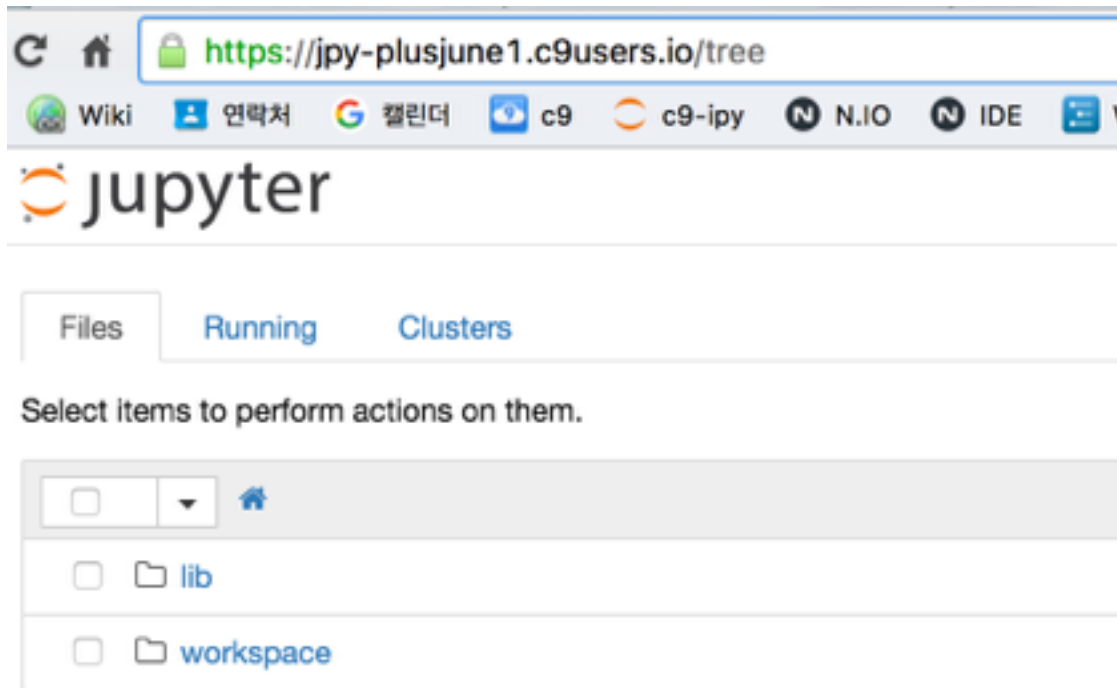 https://jpy-plusjune1.c9users.io/tree
Wiki 연락처 캘린더 c9 c9-ipy N.IO IDE
jupyter
Files Running Clusters
Select items to perform actions on them.
lib
workspace